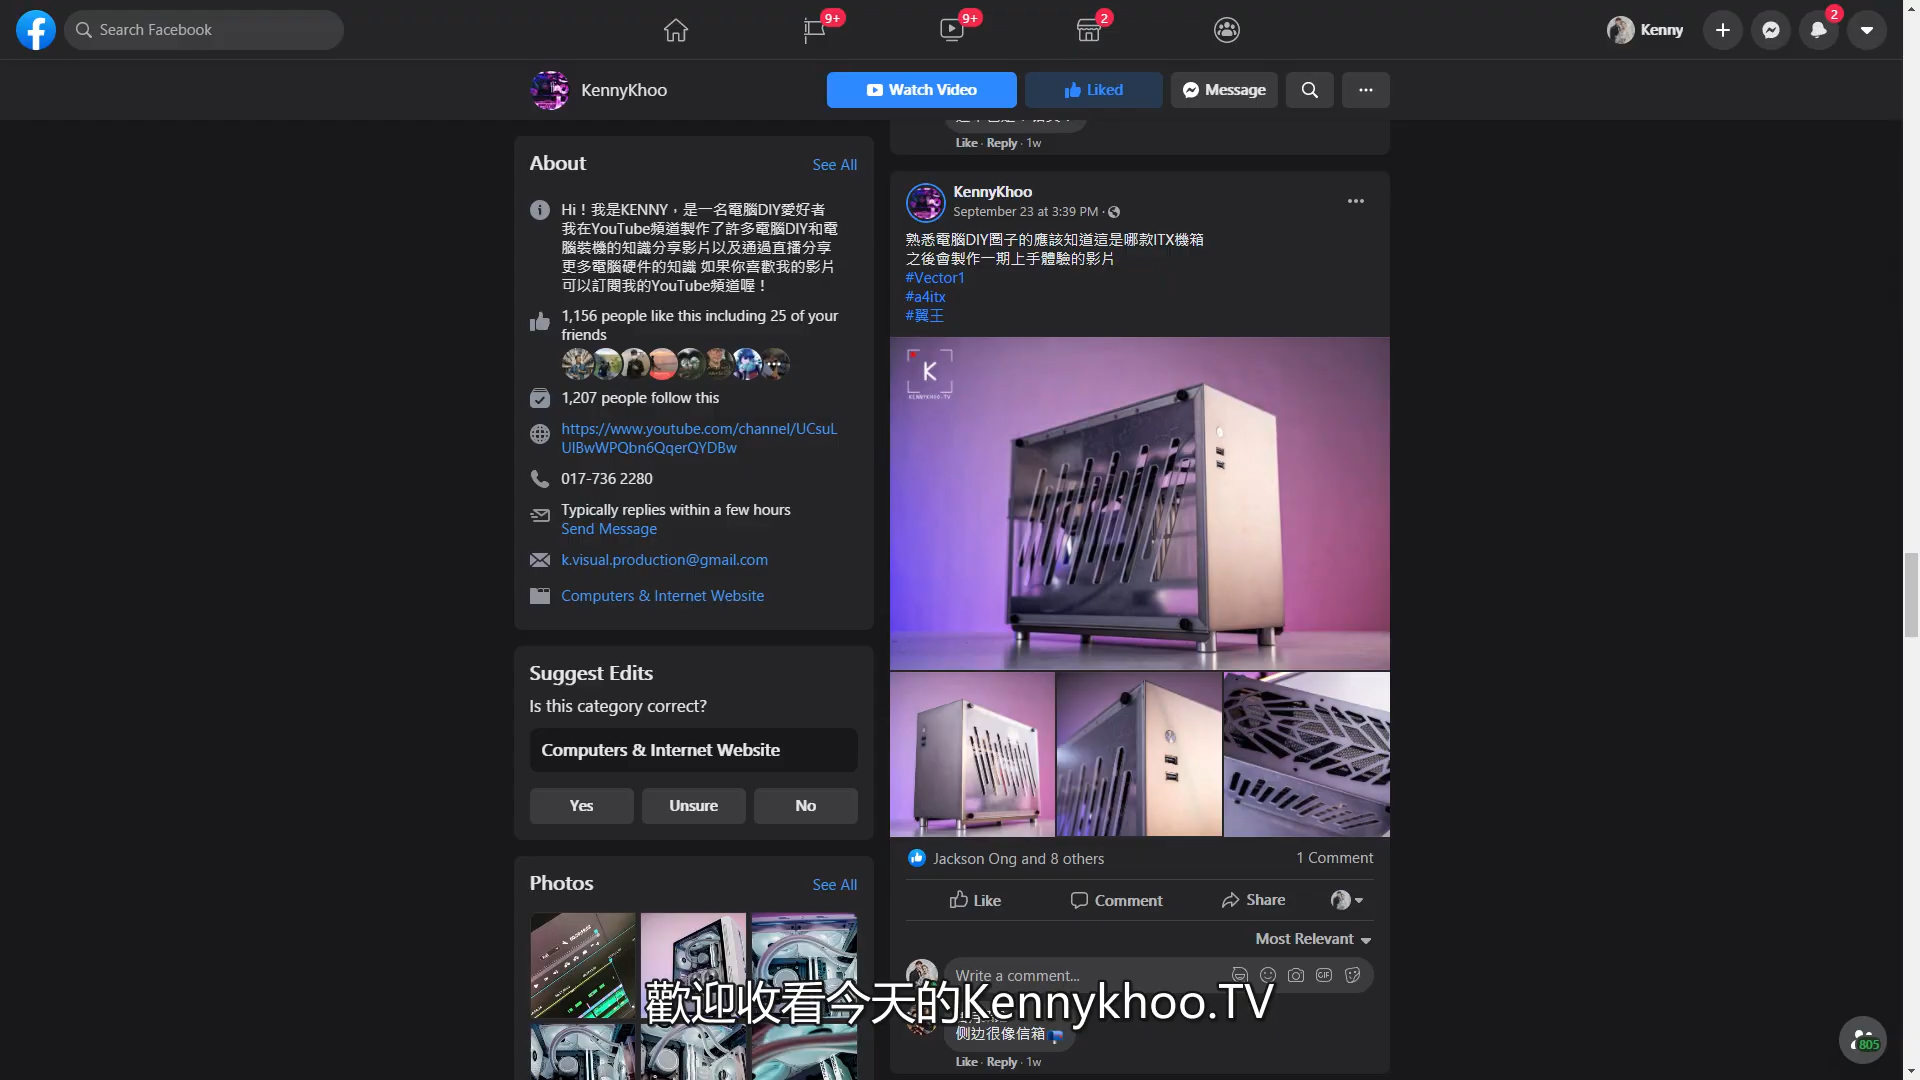 Search Facebook
9+
9+
2
Kenny
2
KennyKhoo
Watch Video
Liked
Message
About
See All
Hi！我是KENNY，是一名電腦DIY愛好者
我在YouTube頻道製作了許多電腦DIY和電
腦裝機的知識分享影片以及通過直播分享
更多電腦硬件的知識 如果你喜歡我的影片
可以訂閱我的YouTube頻道喔！
1,156 people like this including 25 of your
friends
1,207 people follow this
https://www.youtube.com/channel/UCsuL
UIBwWPQbn6QqerQYDBw
017-736 2280
Typically replies within a few hours
Send Message
k.visual.production@gmail.com
Computers & Internet Website
Suggest Edits
Is this category correct?
Computers & Internet Website
Yes
Unsure
No
Photos
See All
Like · Reply · 1w
KennyKhoo
September 23 at 3:39 PM ·
熟悉電腦DIY圈子的應該知道這是哪款ITX機箱
之後會製作一期上手體驗的影片
#Vector1
#a4itx
#翼王
K
KENNYKHOO.TV
Jackson Ong and 8 others
1 Comment
Like
Comment
Share
Most Relevant
Write a comment...
GIF
歡迎收看今天的Kennykhoo.TV
侧边很像信箱
Like · Reply · 1w
805